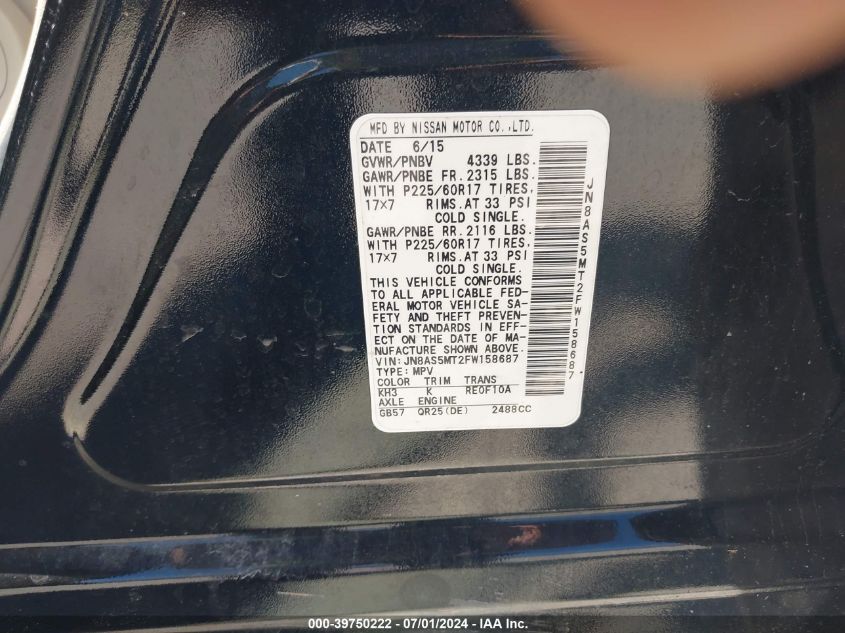 MFD BY NISSAN MOTOR CO.,LTD.
DATE 6/15
GVWR/PNBV 4339 LBS.
GAWR/PNBE FR. 2315 LBS.
WITH P225/60R17 TIRES,
17x7 RIMS. AT 33 PSI
COLD SINGLE.
GAWR/PNBE RR. 2116 LBS.
WITH P225/60R17 TIRES,
17x7 RIMS. AT 33 PSI
COLD SINGLE.
THIS VEHICLE CONFORMS
TO ALL APPLICABLE FED-
ERAL MOTOR VEHICLE SA-
FETY AND THEFT PREVEN-
TION STANDARDS IN EFF-
ECT ON THE DATE OF MA-
NUFACTURE SHOWN ABOVE.
VIN: JN8AS5MT2FW158687
TYPE: MPV
COLOR TRIM TRANS
KH3 K RE0F10A
AXLE ENGINE
GB57 QR25(DE) 2488CC
JN8AS5MT2FW158687
000-39750222 - 07/01/2024 - IAA Inc.